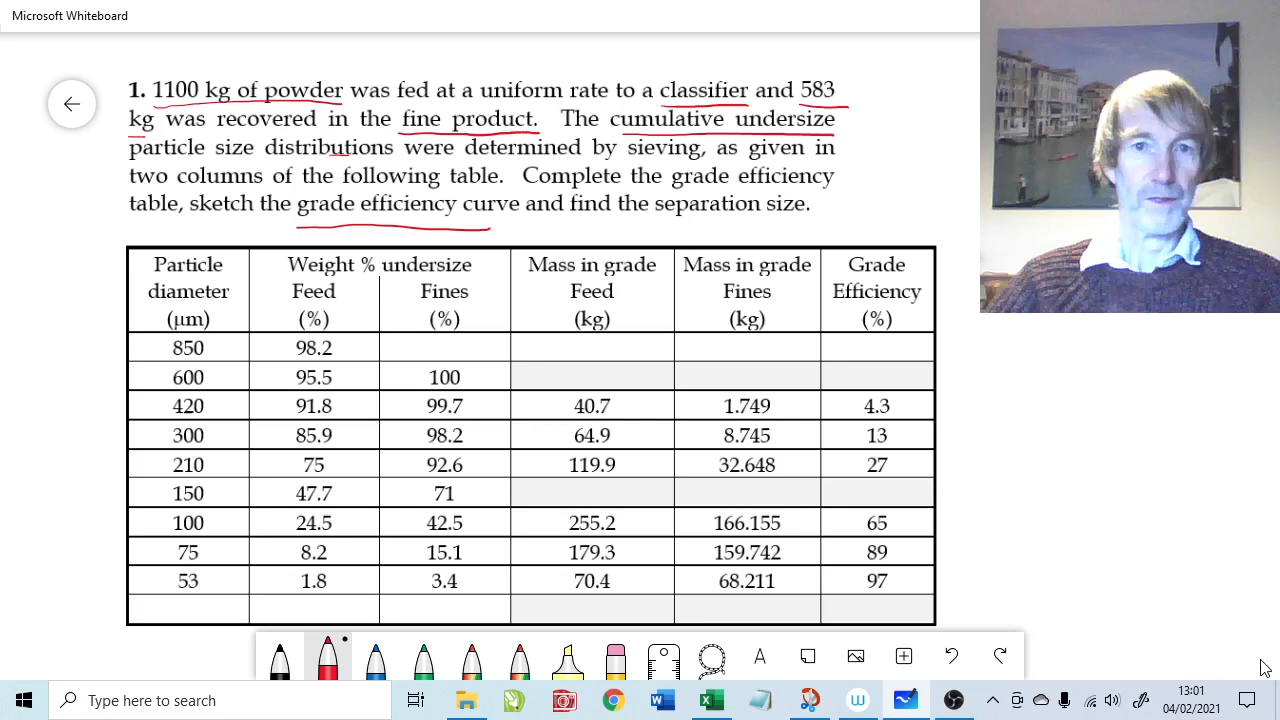 Microsoft Whiteboard
1. 1100 kg of powder was fed at a uniform rate to a classifier and 583
kg was recovered in the fine product. The cumulative undersize
particle size distributions were determined by sieving, as given in
two columns of the following table. Complete the grade efficiency
table, sketch the grade efficiency curve and find the separation size.
Particle Weight % undersize Mass in grade Mass in grade Grade
diameter Feed Fines Feed Fines Efficiency
(μm) (%) (%) (kg) (kg) (%)
850 98.2
600 95.5 100
420 91.8 99.7 40.7 1.749 4.3
300 85.9 98.2 64.9 8.745 13
210 75 92.6 119.9 32.648 27
150 47.7 71
100 24.5 42.5 255.2 166.155 65
75 8.2 15.1 179.3 159.742 89
53 1.8 3.4 70.4 68.211 97
Type here to search
13:01
04/02/2021